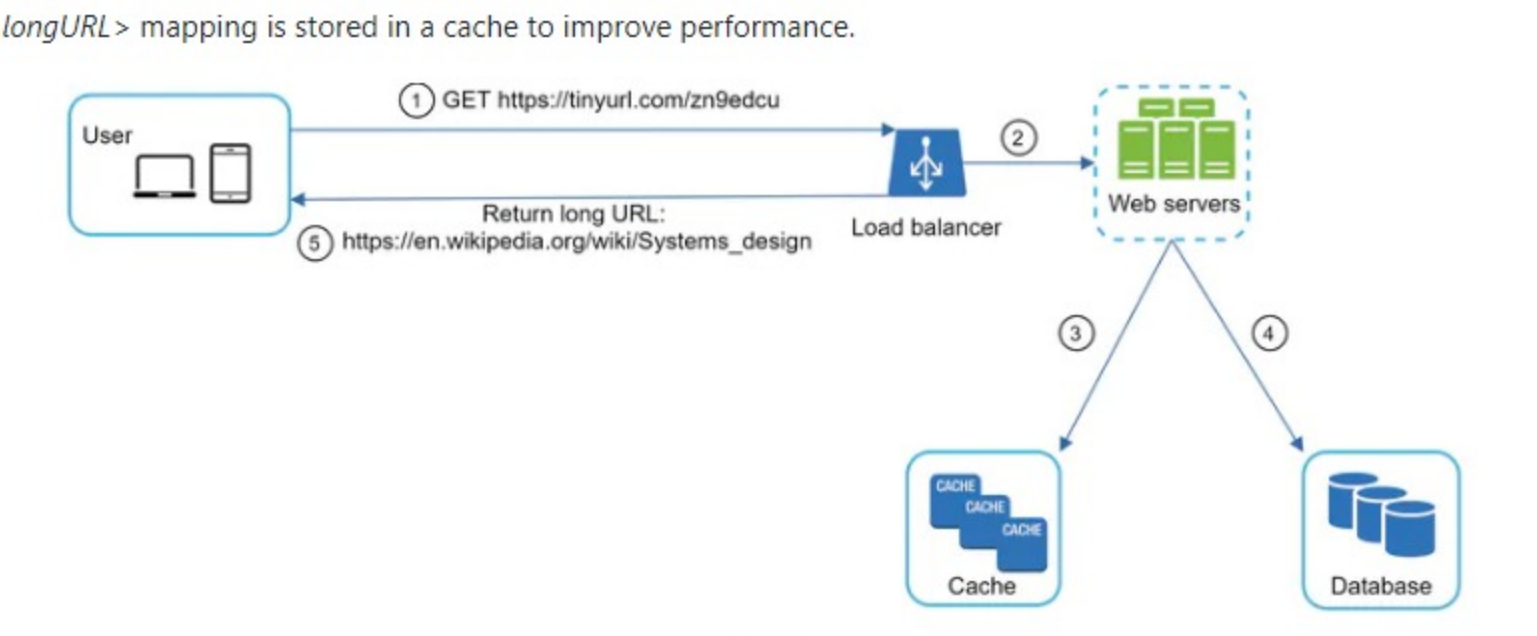 longURL> mapping is stored in a cache to improve performance.
1 GET https://tinyurl.com/zn9edcu
User
2
Web servers
Return long URL:
5 https://en.wikipedia.org/wiki/Systems_design
Load balancer
3
4
CACHE
CACHE
CACHE
Cache
Database